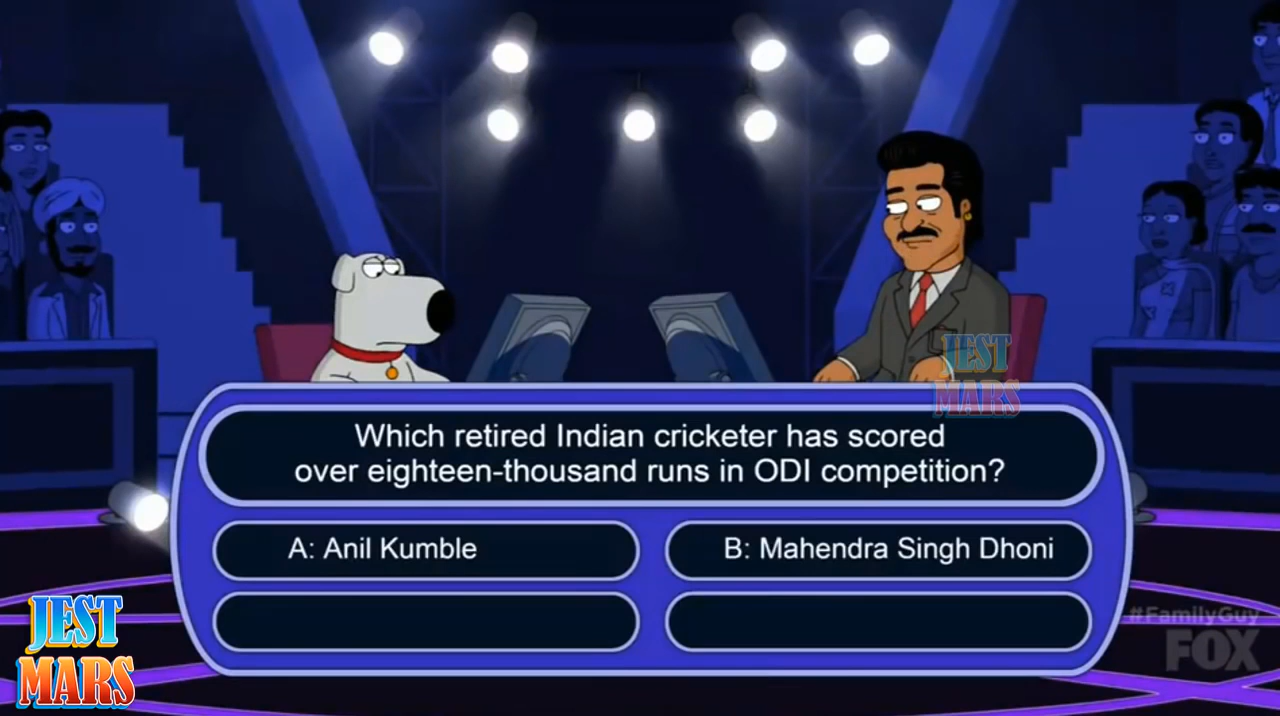 JEST
MARS
Which retired Indian cricketer has scored
over eighteen-thousand runs in ODI competition?
A: Anil Kumble
B: Mahendra Singh Dhoni
#FamilyGuy
FOX
JEST
MARS